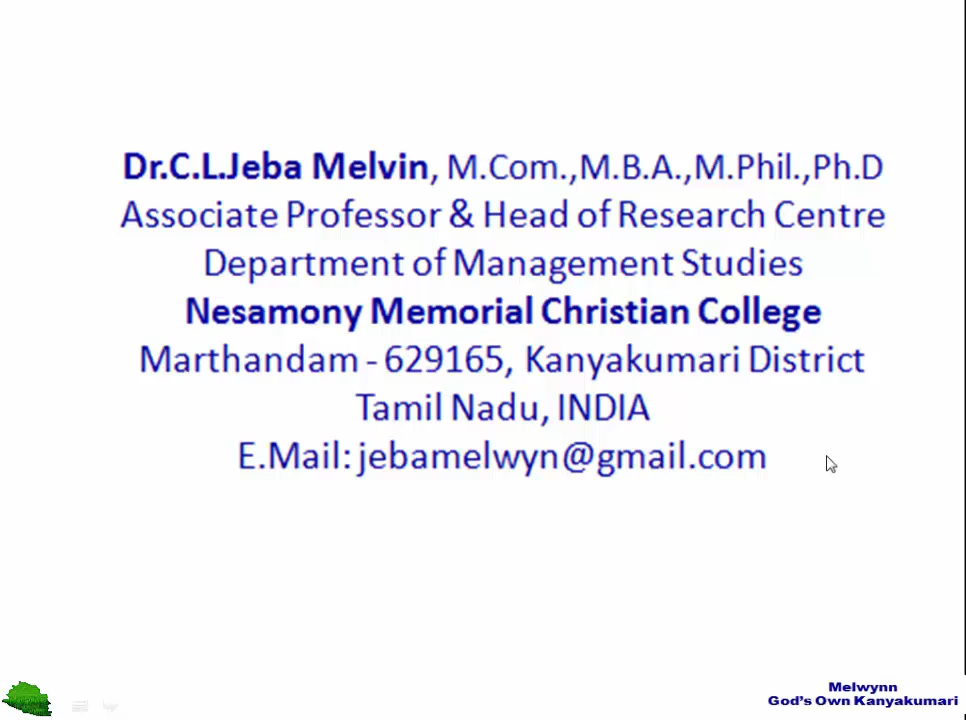 Dr.C.L.Jeba Melvin, M.Com.,M.B.A.,M.Phil.,Ph.D
Associate Professor & Head of Research Centre
Department of Management Studies
Nesamony Memorial Christian College
Marthandam - 629165, Kanyakumari District
Tamil Nadu, INDIA
E.Mail: jebamelwyn@gmail.com
Melwynn
God's Own Kanyakumari